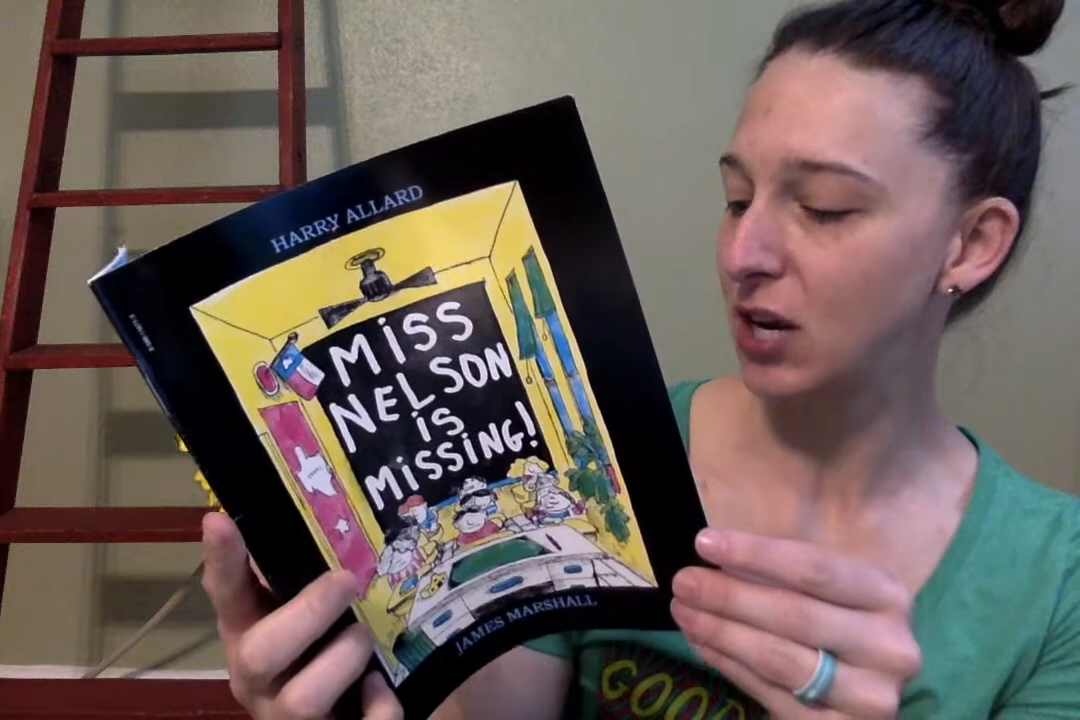 HARRY ALLARD
MiSS
NELSON
iS
MiSSiNG!
JAMES MARSHALL
GOOD